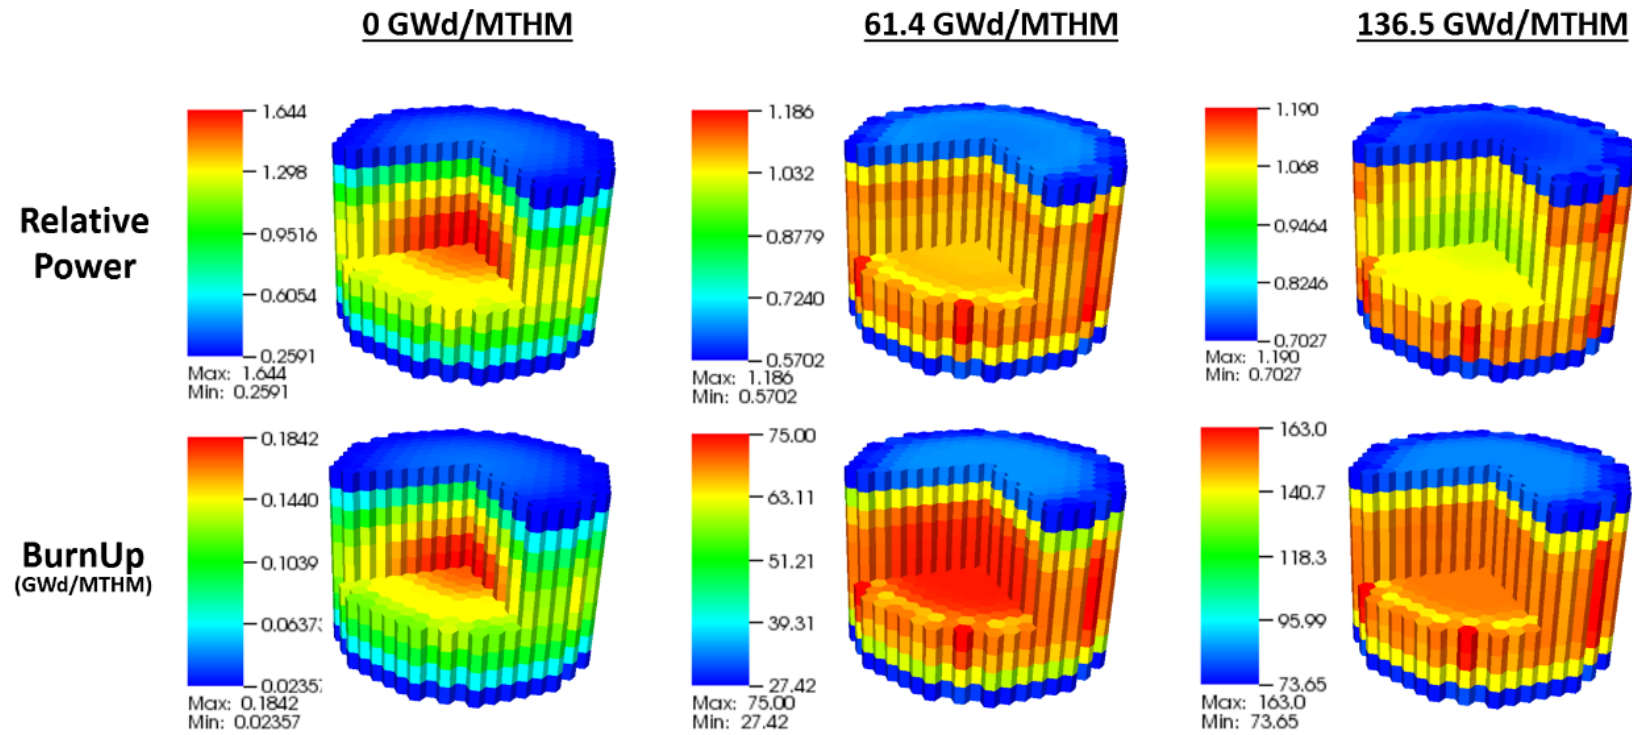 0 GWd/MTHM
61.4 GWd/MTHM
136.5 GWd/MTHM
Relative
Power
1.644
1.298
0.9516
0.6054
0.2591
Max: 1.644
Min: 0.2591
1.186
1.032
0.8779
0.7240
0.5702
Max: 1.186
Min: 0.5702
1.190
1.068
0.9464
0.8246
0.7027
Max: 1.190
Min: 0.7027
BurnUp
(GWd/MTHM)
0.1842
0.1440
0.1039
0.0637
0.0235
Max: 0.1842
Min: 0.02357
75.00
63.11
51.21
39.31
27.42
Max: 75.00
Min: 27.42
163.0
140.7
118.3
95.99
73.65
Max: 163.0
Min: 73.65